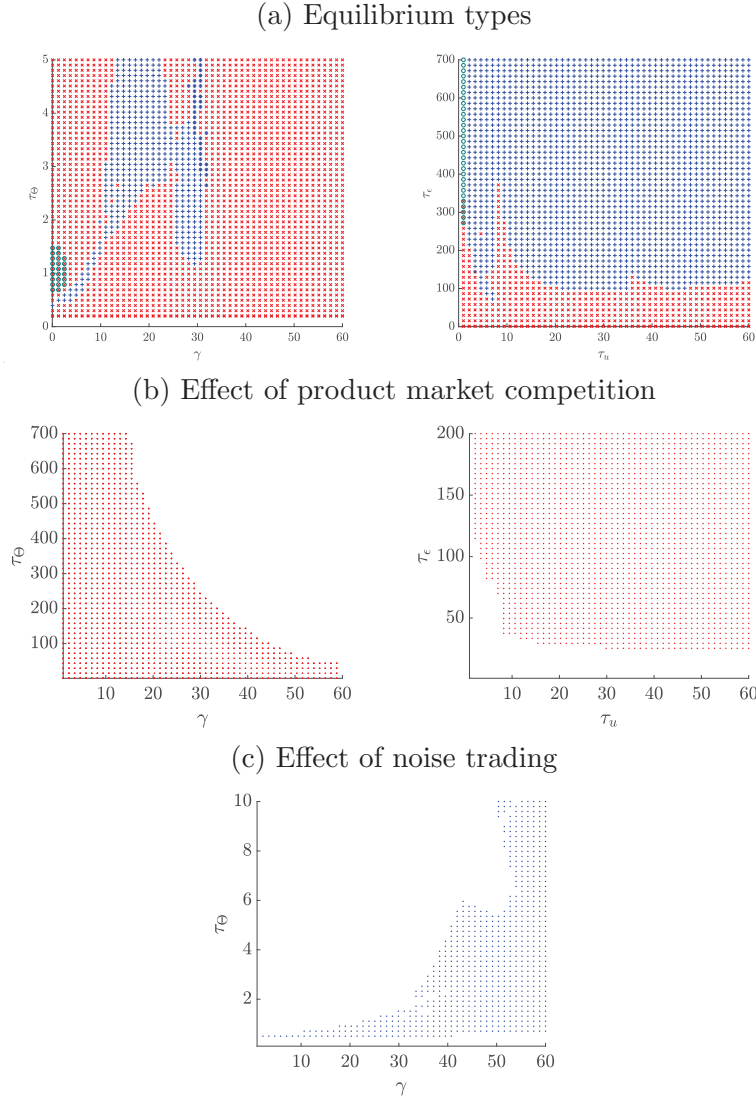 (a) Equilibrium types
5
4
3
2
1
0
τΘ
0 10 20 30 40 50 60
γ
700
600
500
400
300
200
100
0
τϵ
0 10 20 30 40 50 60
τu
(b) Effect of product market competition
700
600
500
400
300
200
100
τΘ
10 20 30 40 50 60
γ
200
150
100
50
τϵ
10 20 30 40 50 60
τu
(c) Effect of noise trading
10
8
6
4
2
τΘ
10 20 30 40 50 60
γ